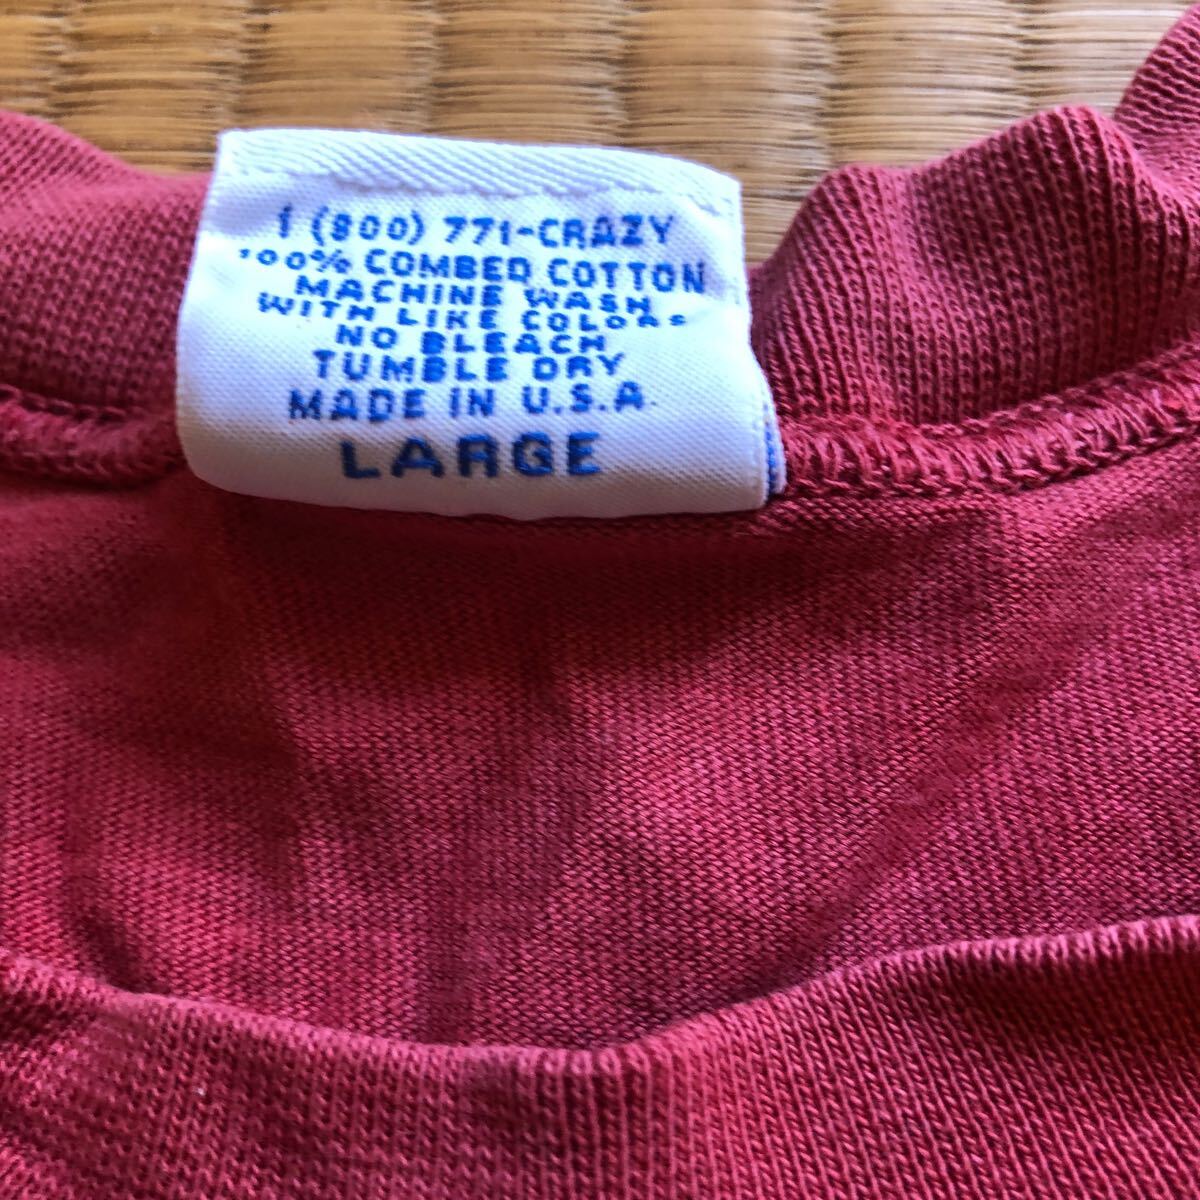 1 (800) 771-CRAZY
100% COMBED COTTON
MACHINE WASH
WITH LIKE COLORS
NO BLEACH
TUMBLE DRY
MADE IN U.S.A.
LARGE